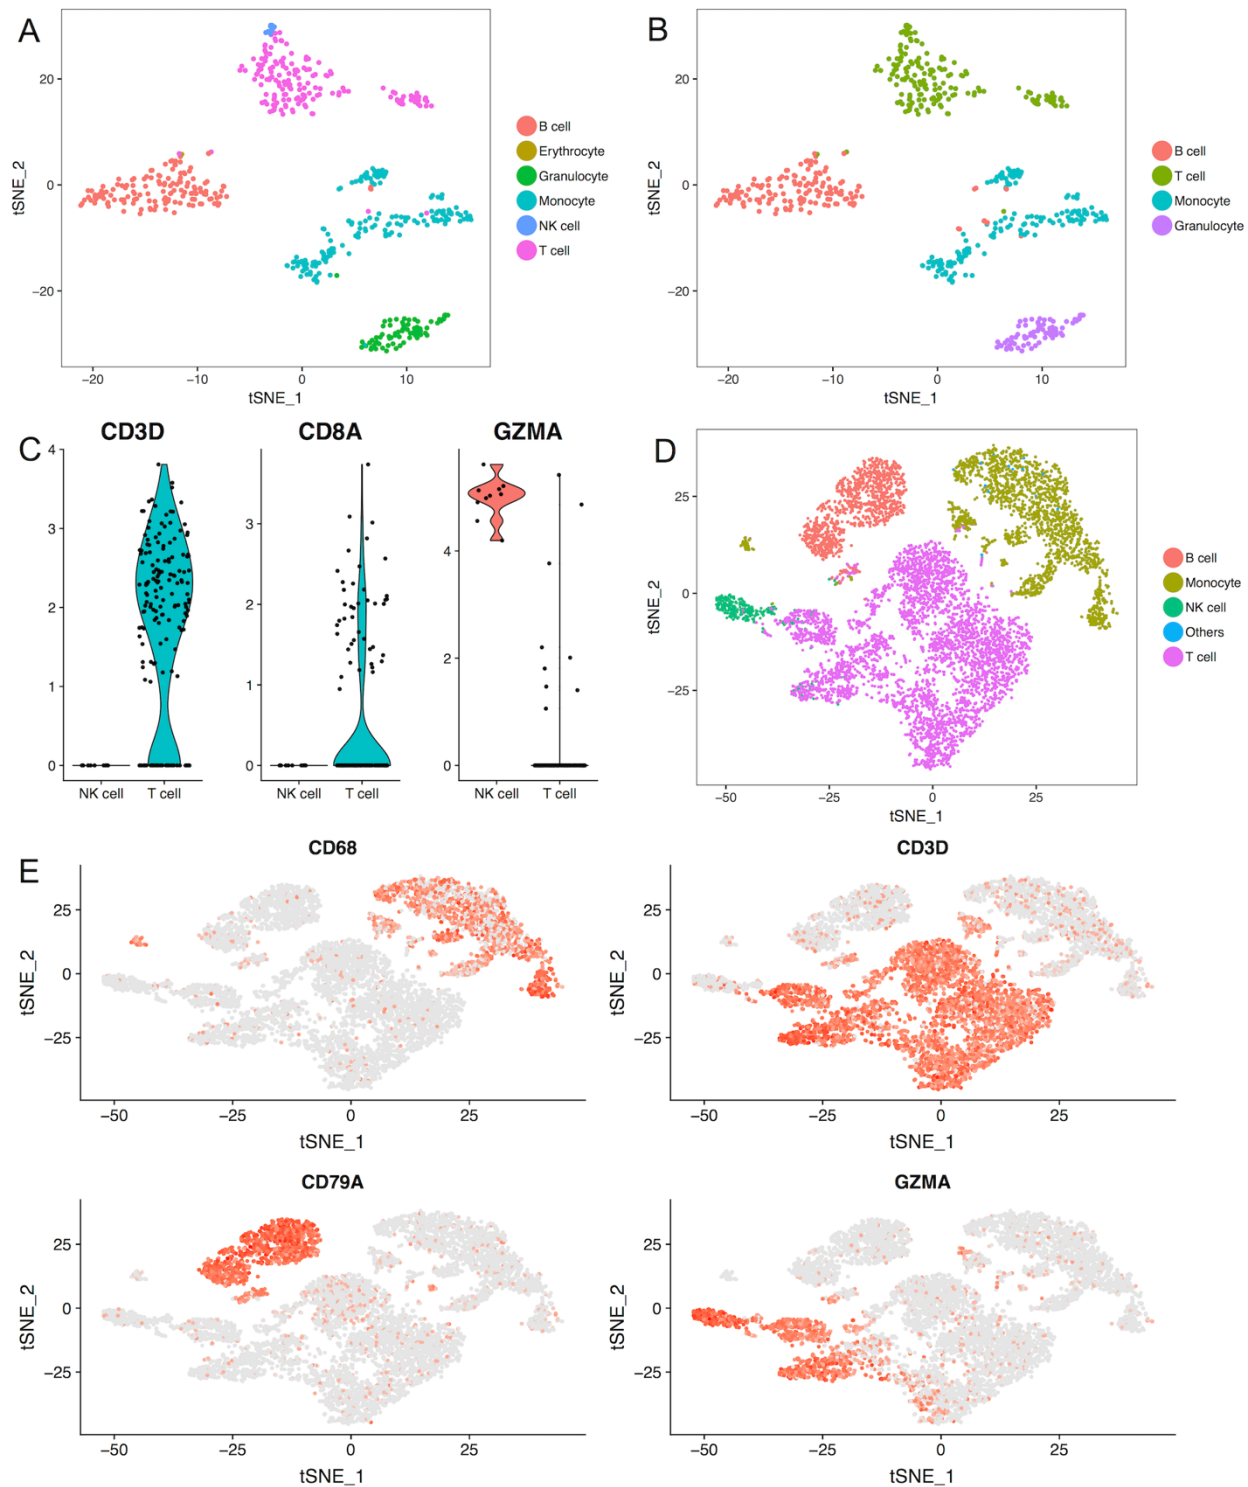 A
tSNE_2
20
0
−20
−20
−10
0
10
tSNE_1
B cell
Erythrocyte
Granulocyte
Monocyte
NK cell
T cell
B
tSNE_2
20
0
−20
−20
−10
0
10
tSNE_1
B cell
T cell
Monocyte
Granulocyte
C
CD3D
4
3
2
1
0
NK cell
T cell
CD8A
3
2
1
0
NK cell
T cell
GZMA
4
2
0
NK cell
T cell
D
tSNE_2
25
0
−25
−50
−25
0
25
tSNE_1
B cell
Monocyte
NK cell
Others
T cell
E
CD68
tSNE_2
25
0
−25
−50
−25
0
25
tSNE_1
CD3D
tSNE_2
25
0
−25
−50
−25
0
25
tSNE_1
CD79A
tSNE_2
25
0
−25
−50
−25
0
25
tSNE_1
GZMA
tSNE_2
25
0
−25
−50
−25
0
25
tSNE_1